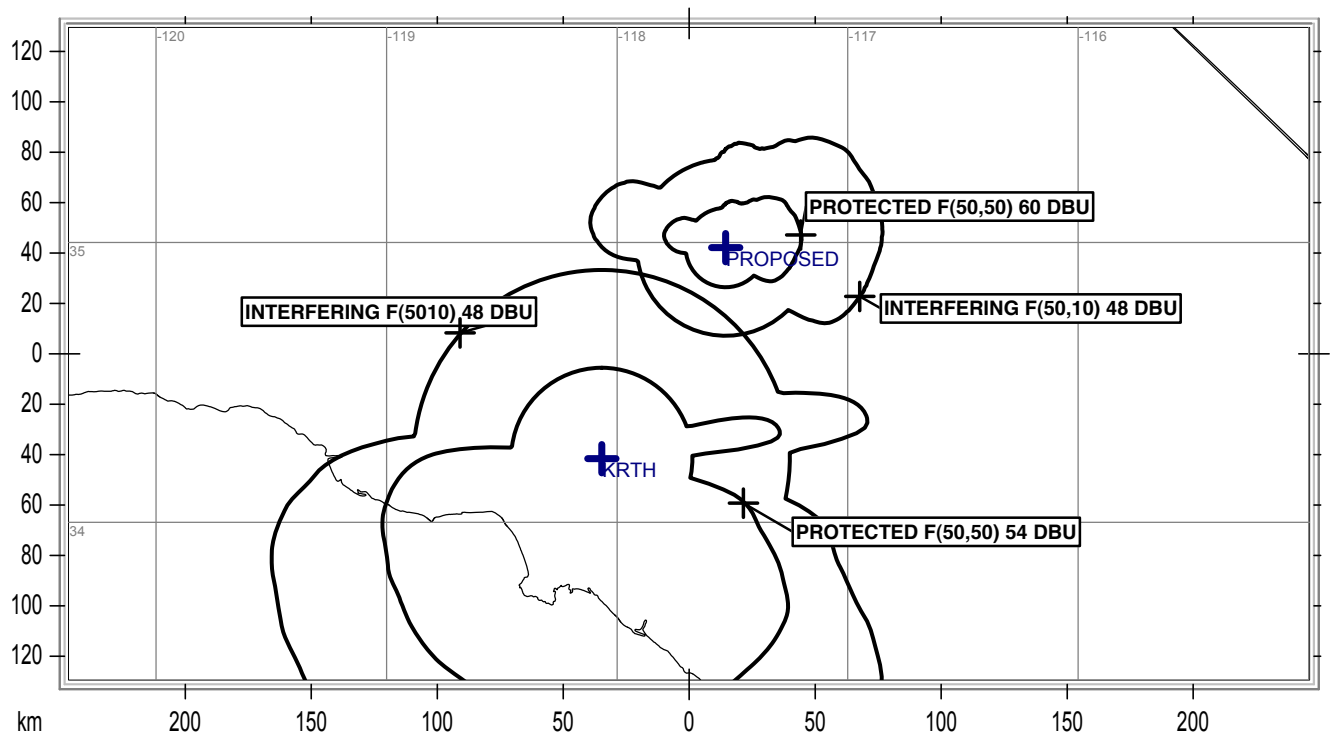 -120 -119 -118 -117 -116
120
100
80
60
PROTECTED F(50,50) 60 DBU
35
40
PROPOSED
20
INTERFERING F(5010) 48 DBU
INTERFERING F(50,10) 48 DBU
0
20
40
KRTH
60
34
PROTECTED F(50,50) 54 DBU
80
100
120
km 200 150 100 50 0 50 100 150 200